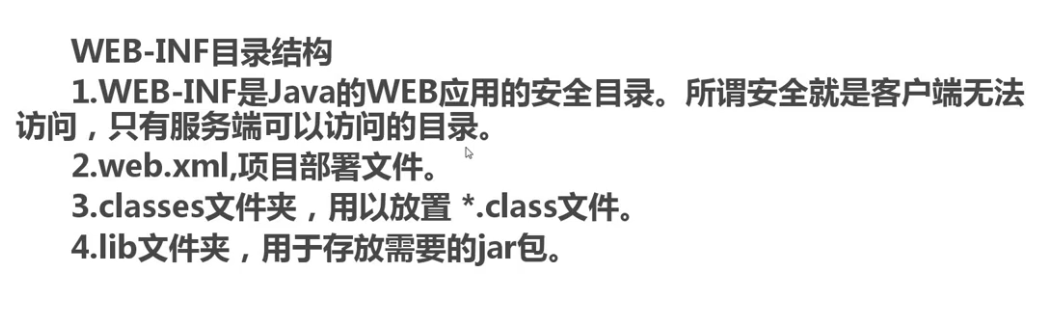 WEB-INF目录结构
1.WEB-INF是Java的WEB应用的安全目录。所谓安全就是客户端无法
访问，只有服务端可以访问的目录。
2.web.xml,项目部署文件。
3.classes文件夹，用以放置 *.class文件。
4.lib文件夹，用于存放需要的jar包。